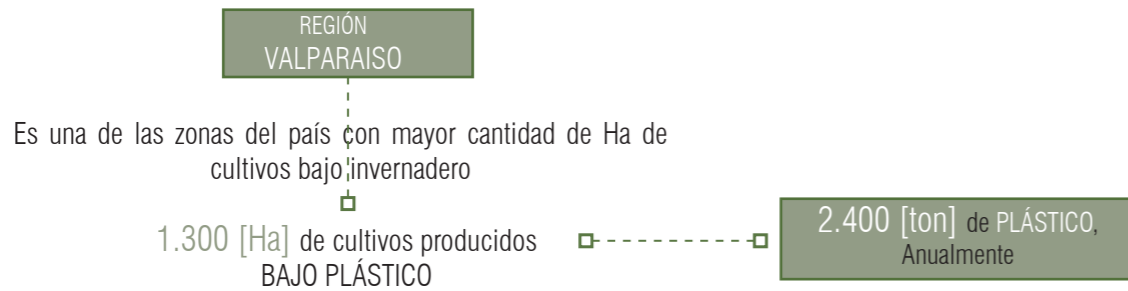 REGIÓN
VALPARAISO
Es una de las zonas del país con mayor cantidad de Ha de
cultivos bajo invernadero
1.300 [Ha] de cultivos producidos
BAJO PLÁSTICO
2.400 [ton] de PLÁSTICO,
Anualmente